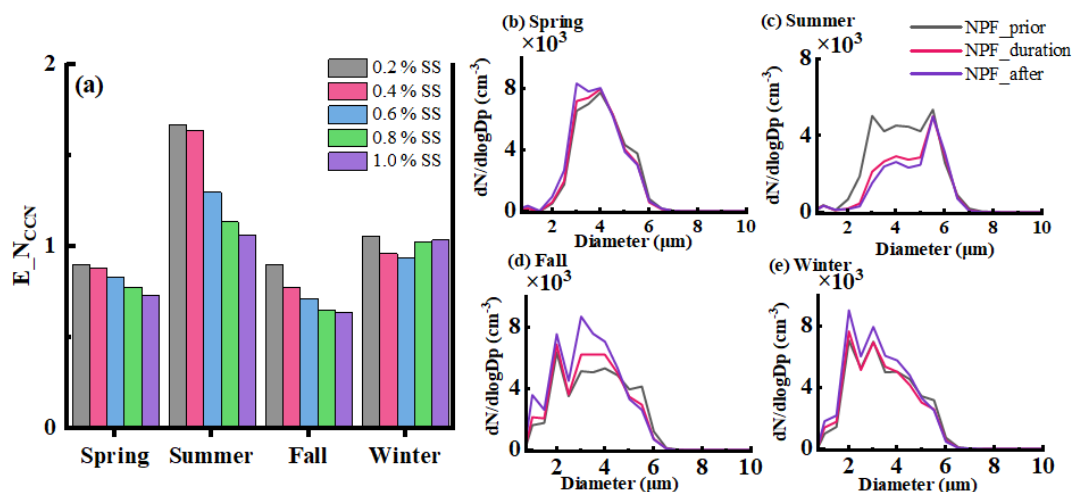 (a)
E_N_CCN
2
1
0
0.2 % SS
0.4 % SS
0.6 % SS
0.8 % SS
1.0 % SS
Spring
Summer
Fall
Winter
(b) Spring
×10³
dN/dlogDp (cm⁻³)
8
4
0
2
4
6
8
10
Diameter (μm)
(c) Summer
×10³
NPF_prior
NPF_duration
NPF_after
dN/dlogDp (cm⁻³)
8
4
0
2
4
6
8
10
Diameter (μm)
(d) Fall
×10³
dN/dlogDp (cm⁻³)
8
4
0
2
4
6
8
10
Diameter (μm)
(e) Winter
×10³
dN/dlogDp (cm⁻³)
8
4
0
2
4
6
8
10
Diameter (μm)